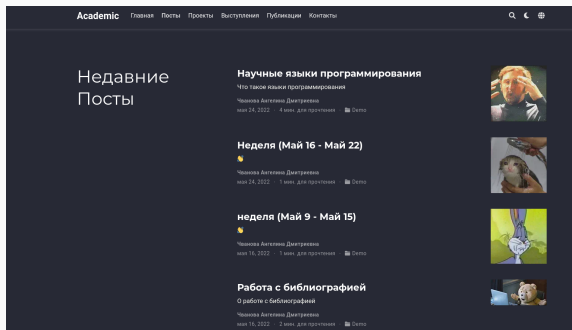 Academic Главная Посты Проекты Выступления Публикации Контакты
Недавние
Посты
Научные языки программирования
Что такое языки программирования
Чванова Ангелина Дмитриевна
мая 24, 2022 · 4 мин. для прочтения · Demo
Неделя (Май 16 - Май 22)
👋
Чванова Ангелина Дмитриевна
мая 24, 2022 · 1 мин. для прочтения · Demo
неделя (Май 9 - Май 15)
👋
Чванова Ангелина Дмитриевна
мая 16, 2022 · 1 мин. для прочтения · Demo
Работа с библиографией
О работе с библиографией
Чванова Ангелина Дмитриевна
мая 16, 2022 · 2 мин. для прочтения · Demo